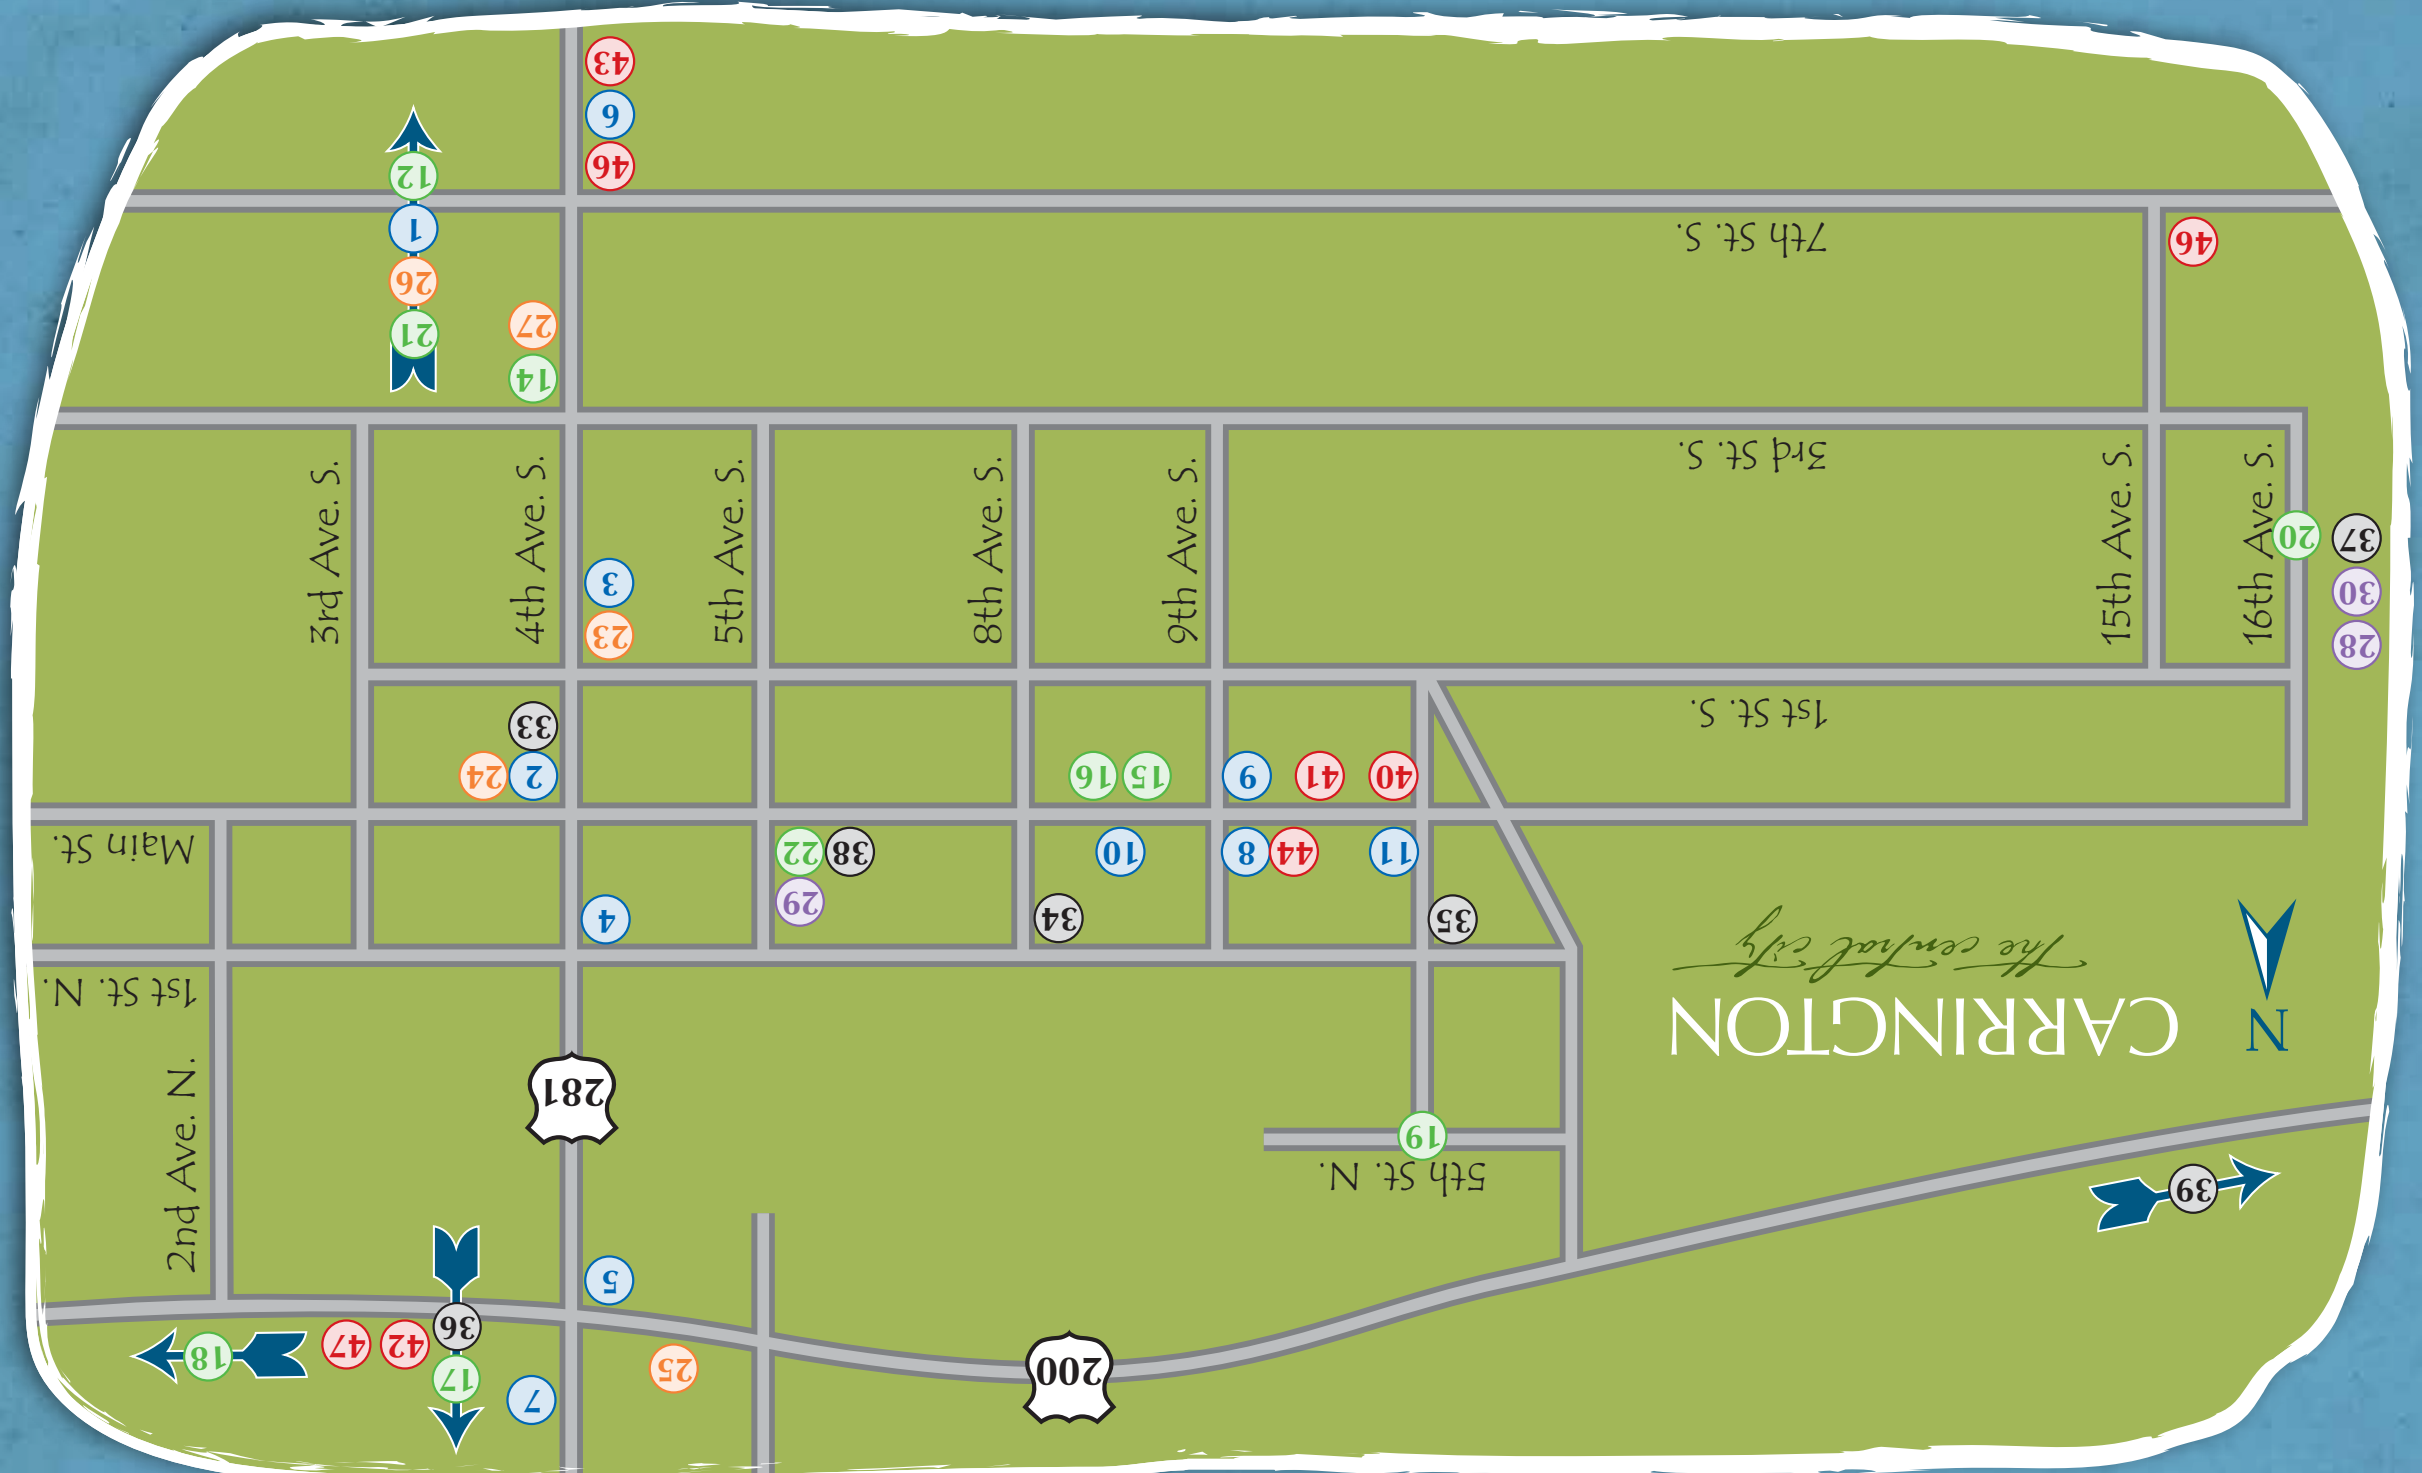 7
25
17
200
18
47
42
36
5
39
5th St. N.
19
281
2nd Ave. N.
N
CARRINGTON
The central city
1st St. N.
35
34
29
4
11
44
8
10
38
22
Main St.
40
41
9
15
16
2
24
33
1st St. S.
28
30
37
20
16th Ave. S.
15th Ave. S.
9th Ave. S.
8th Ave. S.
5th Ave. S.
23
3
4th Ave. S.
3rd Ave. S.
3rd St. S.
14
27
21
26
1
12
46
7th St. S.
46
6
43